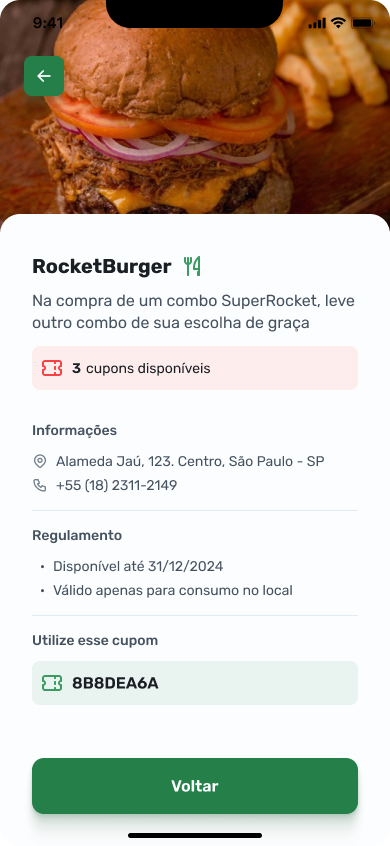 9:41
RocketBurger
Na compra de um combo SuperRocket, leve
outro combo de sua escolha de graça
3 cupons disponíveis
Informações
Alameda Jaú, 123. Centro, São Paulo - SP
+55 (18) 2311-2149
Regulamento
• Disponível até 31/12/2024
• Válido apenas para consumo no local
Utilize esse cupom
8B8DEA6A
Voltar